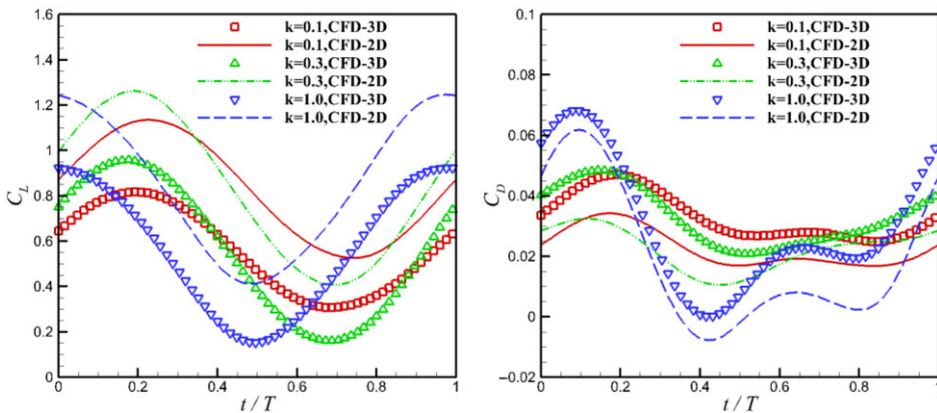 k=0.1,CFD-3D
k=0.1,CFD-2D
k=0.3,CFD-3D
k=0.3,CFD-2D
k=1.0,CFD-3D
k=1.0,CFD-2D
1.6
1.4
1.2
1
0.8
0.6
0.4
0.2
0
C_L
0
0.2
0.4
0.6
0.8
1
t / T
k=0.1,CFD-3D
k=0.1,CFD-2D
k=0.3,CFD-3D
k=0.3,CFD-2D
k=1.0,CFD-3D
k=1.0,CFD-2D
0.1
0.08
0.06
0.04
0.02
0
−0.02
C_D
0
0.2
0.4
0.6
0.8
1
t / T